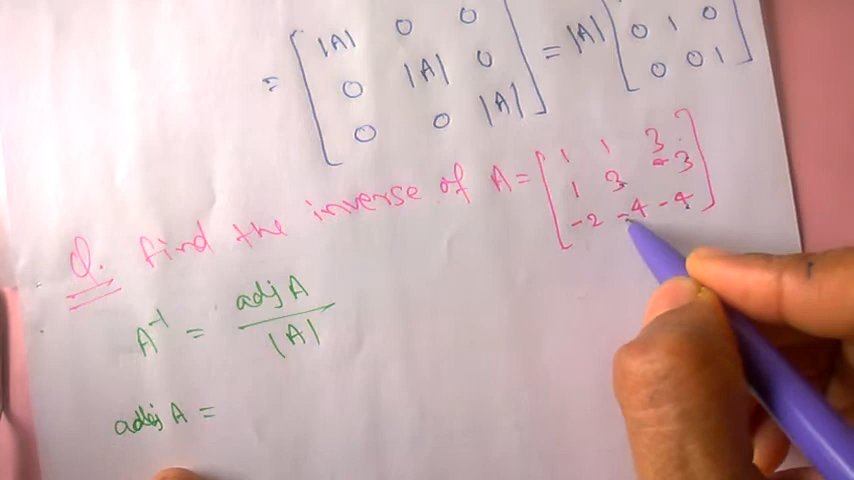 = [ |A| 0 0 = |A| [
0 |A| 0 0 1 0
0 0 |A| ] 0 0 1 ]
Q. find the inverse of A = [ 1 1 3
1 3 -3
-2 -4 -4 ]
A⁻¹ = adj A / |A|
adj A =